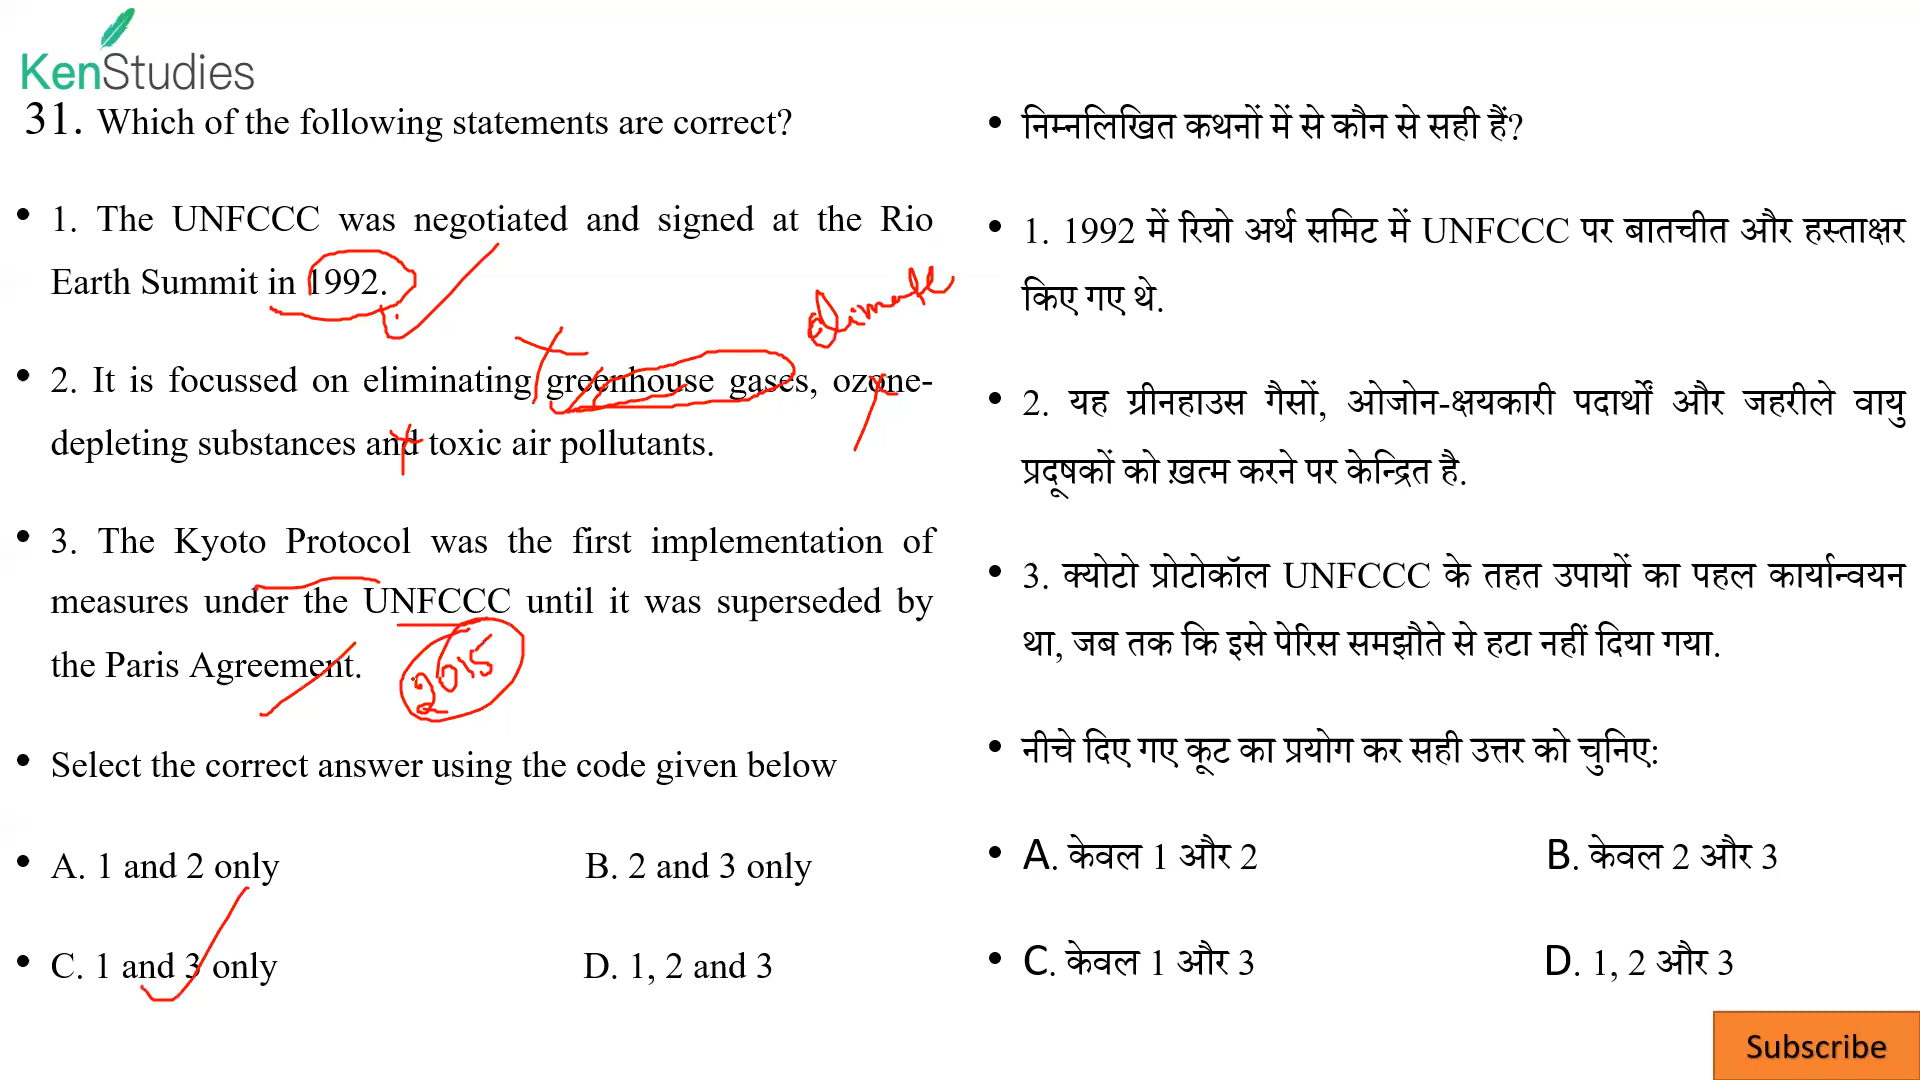 KenStudies
31. Which of the following statements are correct?
• 1. The UNFCCC was negotiated and signed at the Rio
Earth Summit in 1992.
climate
• 2. It is focussed on eliminating greenhouse gases, ozone-
depleting substances and toxic air pollutants.
• 3. The Kyoto Protocol was the first implementation of
measures under the UNFCCC until it was superseded by
the Paris Agreement.
2015
• Select the correct answer using the code given below
• A. 1 and 2 only B. 2 and 3 only
• C. 1 and 3 only D. 1, 2 and 3
• निम्नलिखित कथनों में से कौन से सही हैं?
• 1. 1992 में रियो अर्थ समिट में UNFCCC पर बातचीत और हस्ताक्षर
किए गए थे.
• 2. यह ग्रीनहाउस गैसों, ओजोन-क्षयकारी पदार्थों और जहरीले वायु
प्रदूषकों को ख़त्म करने पर केन्द्रित है.
• 3. क्योटो प्रोटोकॉल UNFCCC के तहत उपायों का पहल कार्यान्वयन
था, जब तक कि इसे पेरिस समझौते से हटा नहीं दिया गया.
• नीचे दिए गए कूट का प्रयोग कर सही उत्तर को चुनिए:
• A. केवल 1 और 2 B. केवल 2 और 3
• C. केवल 1 और 3 D. 1, 2 और 3
Subscribe